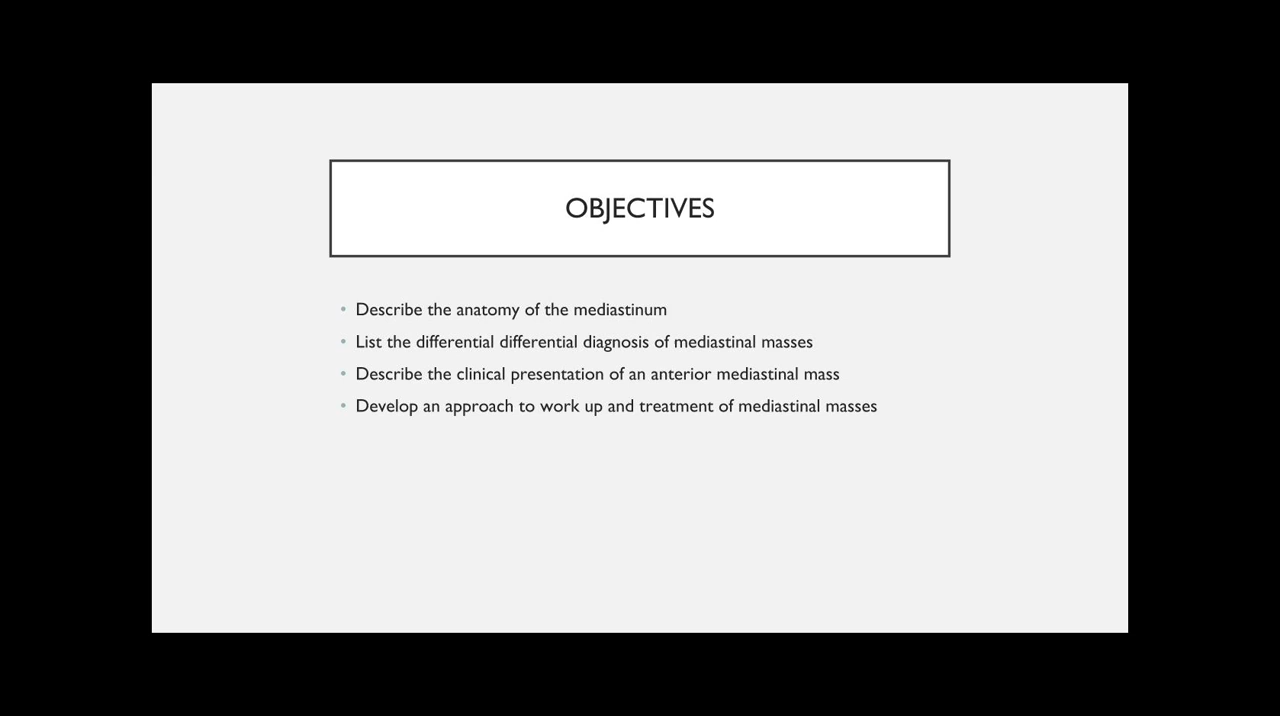 OBJECTIVES
• Describe the anatomy of the mediastinum
• List the differential differential diagnosis of mediastinal masses
• Describe the clinical presentation of an anterior mediastinal mass
• Develop an approach to work up and treatment of mediastinal masses